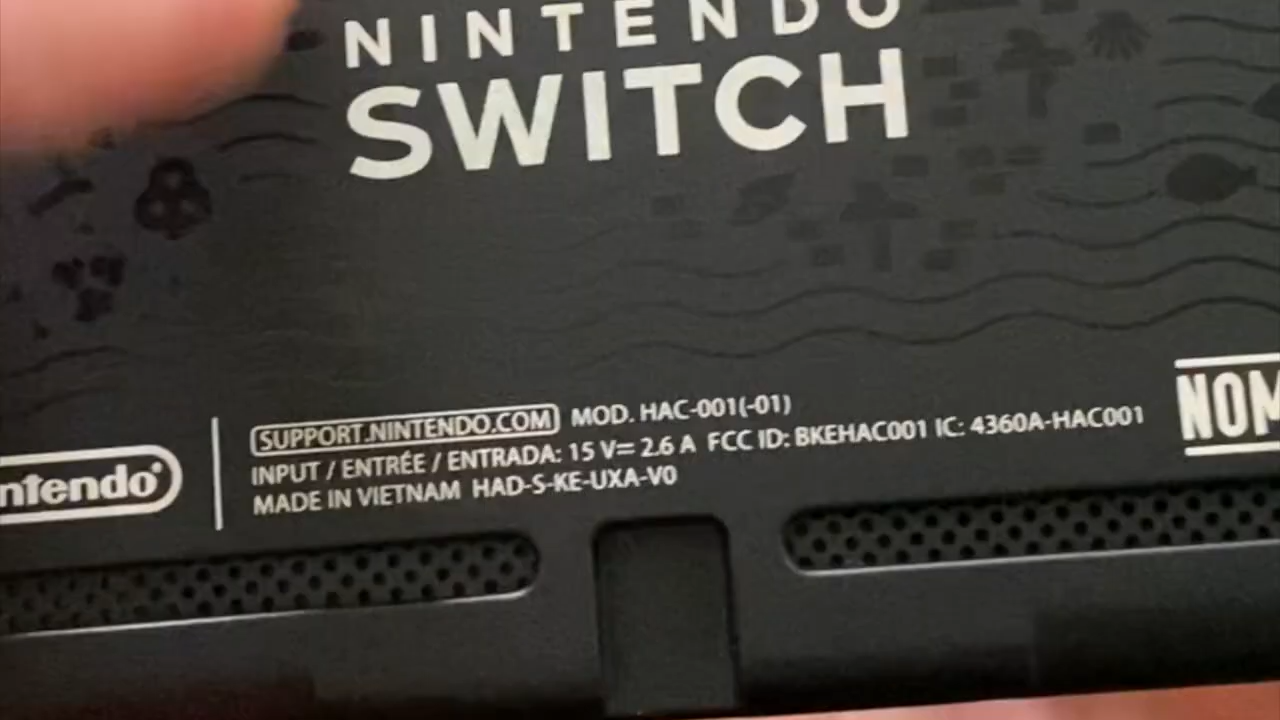 NINTENDO
SWITCH
SUPPORT.NINTENDO.COM MOD. HAC-001(-01)
INPUT / ENTRÉE / ENTRADA: 15 V⎓ 2.6 A FCC ID: BKEHAC001 IC: 4360A-HAC001
MADE IN VIETNAM HAD-S-KE-UXA-V0
ntendo®
NOM